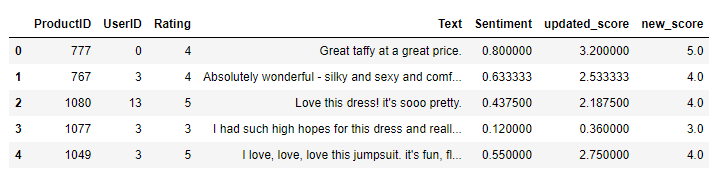 ProductID UserID Rating Text Sentiment updated_score new_score
0 777 0 4 Great taffy at a great price. 0.800000 3.200000 5.0
1 767 3 4 Absolutely wonderful - silky and sexy and comf... 0.633333 2.533333 4.0
2 1080 13 5 Love this dress! it's sooo pretty. 0.437500 2.187500 4.0
3 1077 3 3 I had such high hopes for this dress and reall... 0.120000 0.360000 3.0
4 1049 3 5 I love, love, love this jumpsuit. it's fun, fl... 0.550000 2.750000 4.0